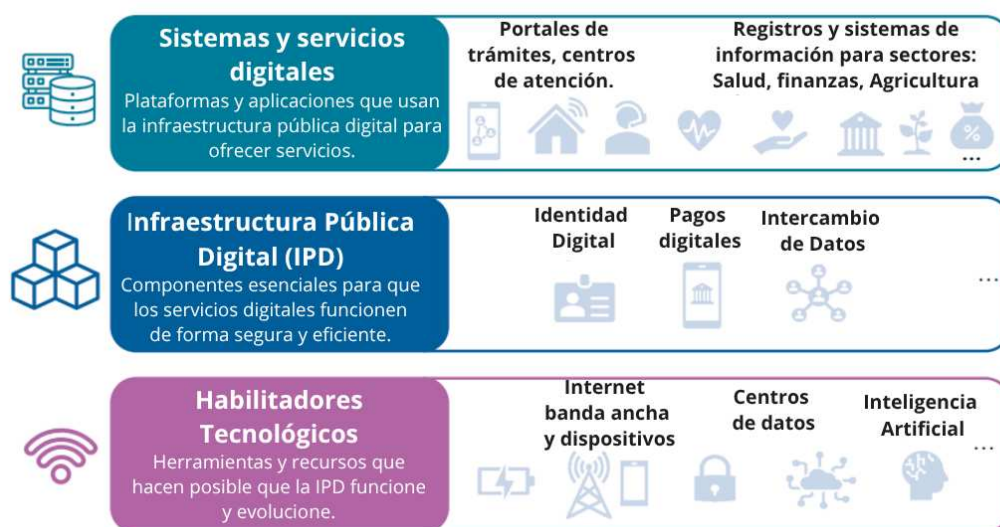 Sistemas y servicios
digitales
Plataformas y aplicaciones que usan
la infraestructura pública digital para
ofrecer servicios.
Portales de
trámites, centros
de atención.
Registros y sistemas de
información para sectores:
Salud, finanzas, Agricultura
%
...
Infraestructura Pública
Digital (IPD)
Componentes esenciales para que
los servicios digitales funcionen
de forma segura y eficiente.
Identidad
Digital
Pagos
digitales
Intercambio
de Datos
...
Habilitadores
Tecnológicos
Herramientas y recursos que
hacen posible que la IPD funcione
y evolucione.
Internet
banda ancha
y dispositivos
Centros
de datos
Inteligencia
Artificial
...